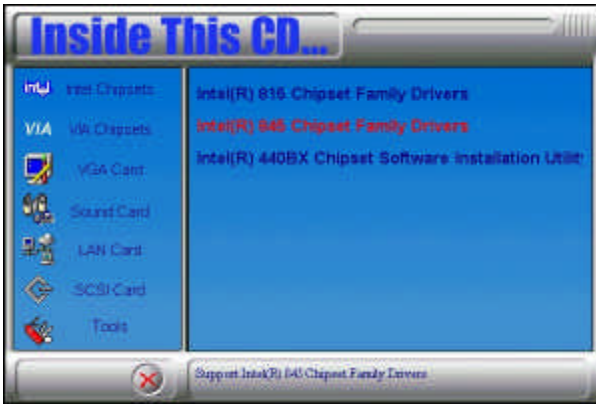 Inside This CD...
intel Intel Chipsets
VIA VIA Chipsets
VGA Card
Sound Card
LAN Card
SCSI Card
Tools
Intel(R) 815 Chipset Family Drivers
Intel(R) 845 Chipset Family Drivers
Intel(R) 440BX Chipset Software Installation Utilit
Support Intel(R) 845 Chipset Family Drivers